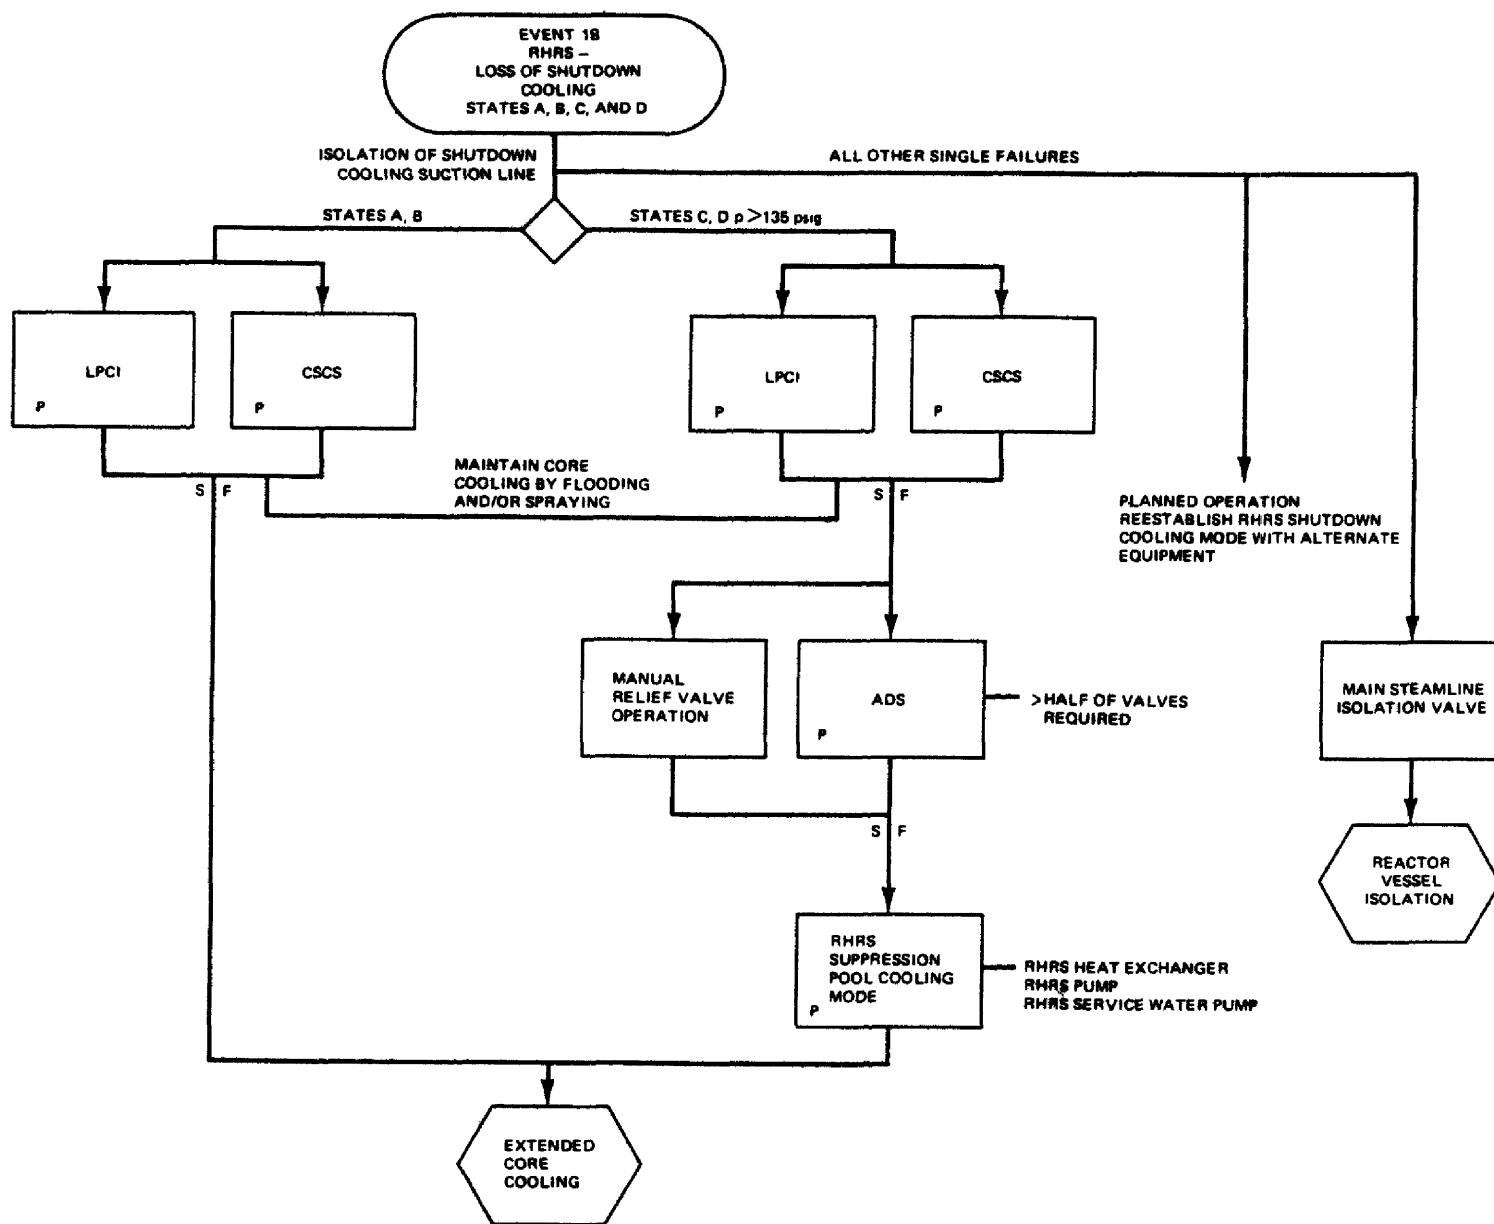 EVENT 18
RHRS –
LOSS OF SHUTDOWN
COOLING
STATES A, B, C, AND D
ISOLATION OF SHUTDOWN
COOLING SUCTION LINE
ALL OTHER SINGLE FAILURES
STATES A, B
STATES C, D p >135 psig
LPCI
P
CSCS
P
LPCI
P
CSCS
P
S F
MAINTAIN CORE
COOLING BY FLOODING
AND/OR SPRAYING
S F
PLANNED OPERATION
REESTABLISH RHRS SHUTDOWN
COOLING MODE WITH ALTERNATE
EQUIPMENT
MANUAL
RELIEF VALVE
OPERATION
ADS
P
>HALF OF VALVES
REQUIRED
MAIN STEAMLINE
ISOLATION VALVE
S F
REACTOR
VESSEL
ISOLATION
RHRS
SUPPRESSION
POOL COOLING
MODE
P
RHRS HEAT EXCHANGER
RHRS PUMP
RHRS SERVICE WATER PUMP
EXTENDED
CORE
COOLING